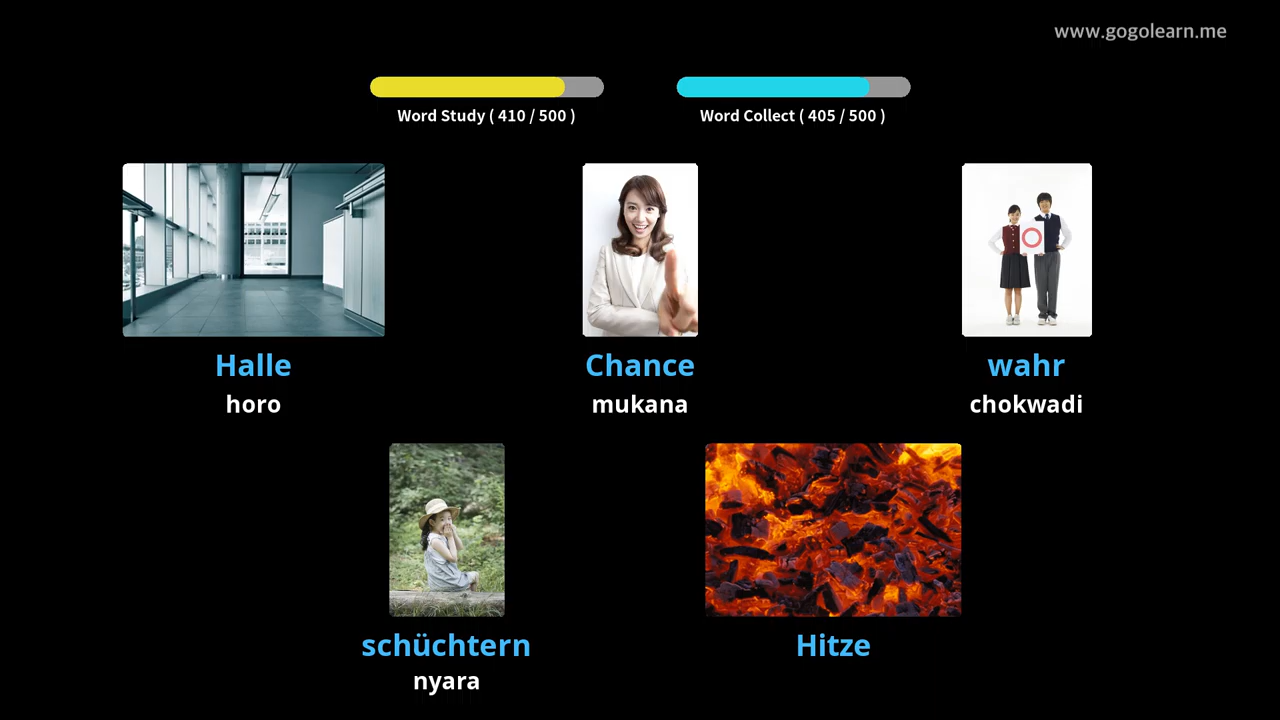 www.gogolearn.me
Word Study ( 410 / 500 )
Word Collect ( 405 / 500 )
Halle
horo
Chance
mukana
wahr
chokwadi
schüchtern
nyara
Hitze